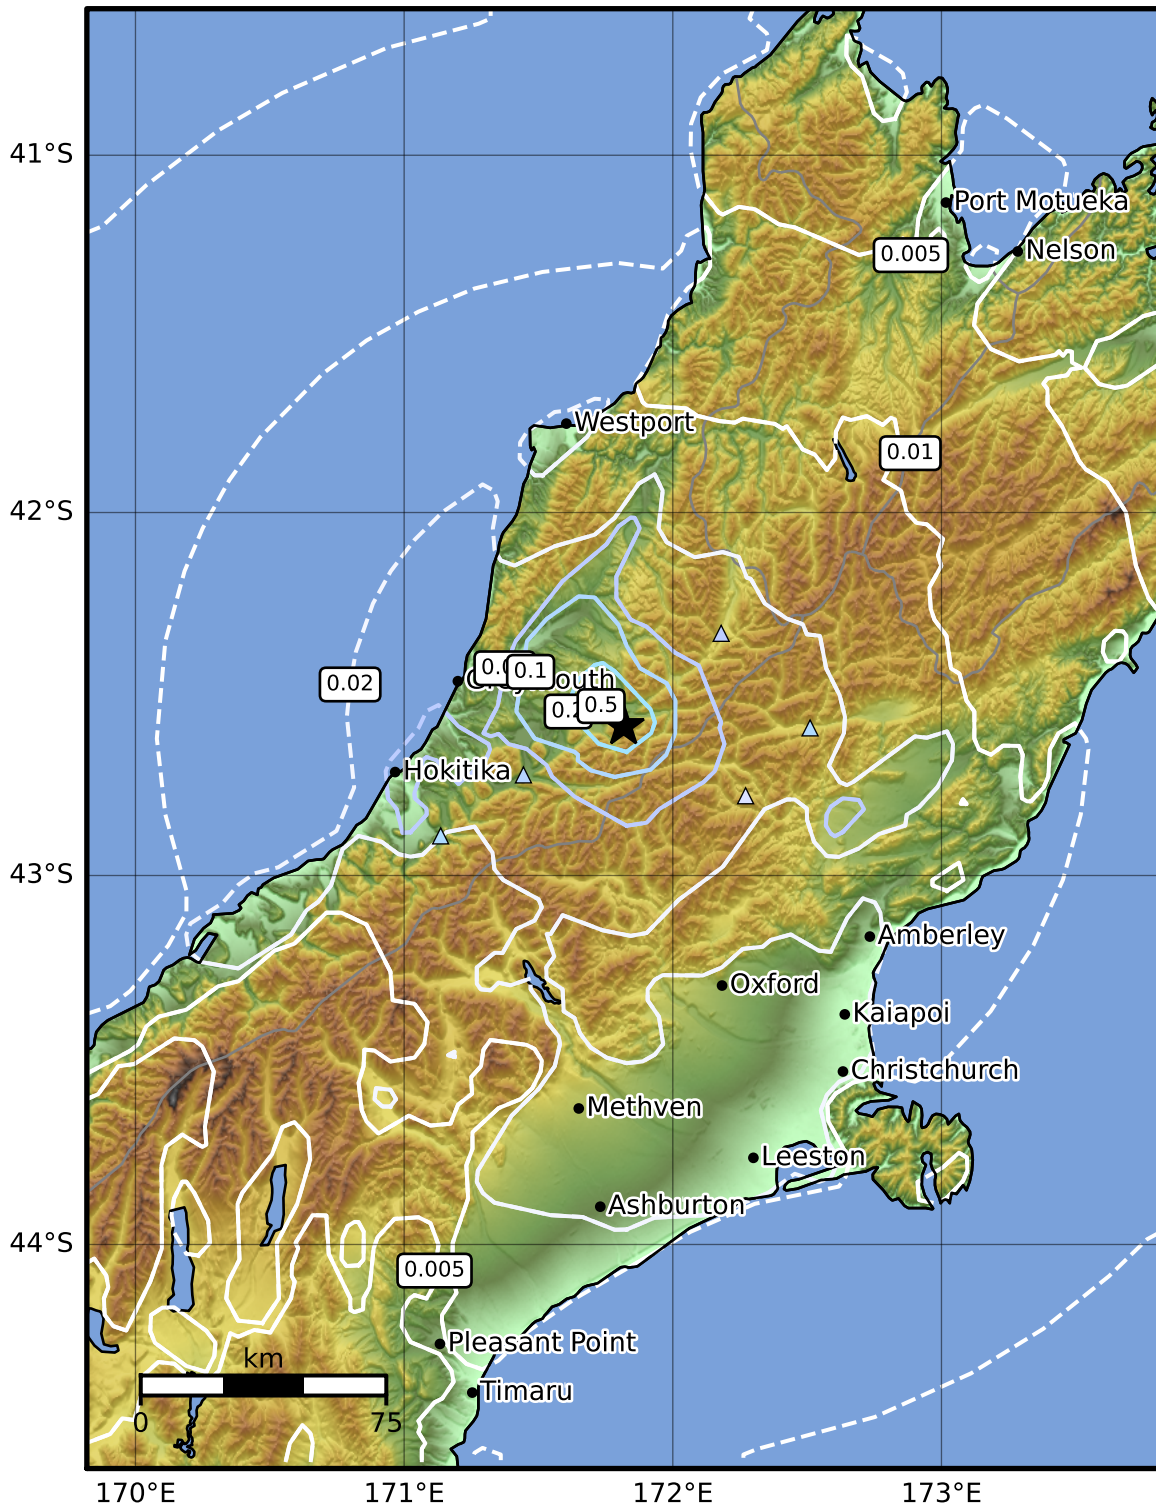 41°S
Port Motueka
Nelson
0.005
Westport
0.01
42°S
0.02
0.1
0.5
Hokitika
43°S
Amberley
Oxford
Kaiapoi
Christchurch
Methven
Leeston
Ashburton
44°S
0.005
Pleasant Point
km
Timaru
0
75
170°E
171°E
172°E
173°E